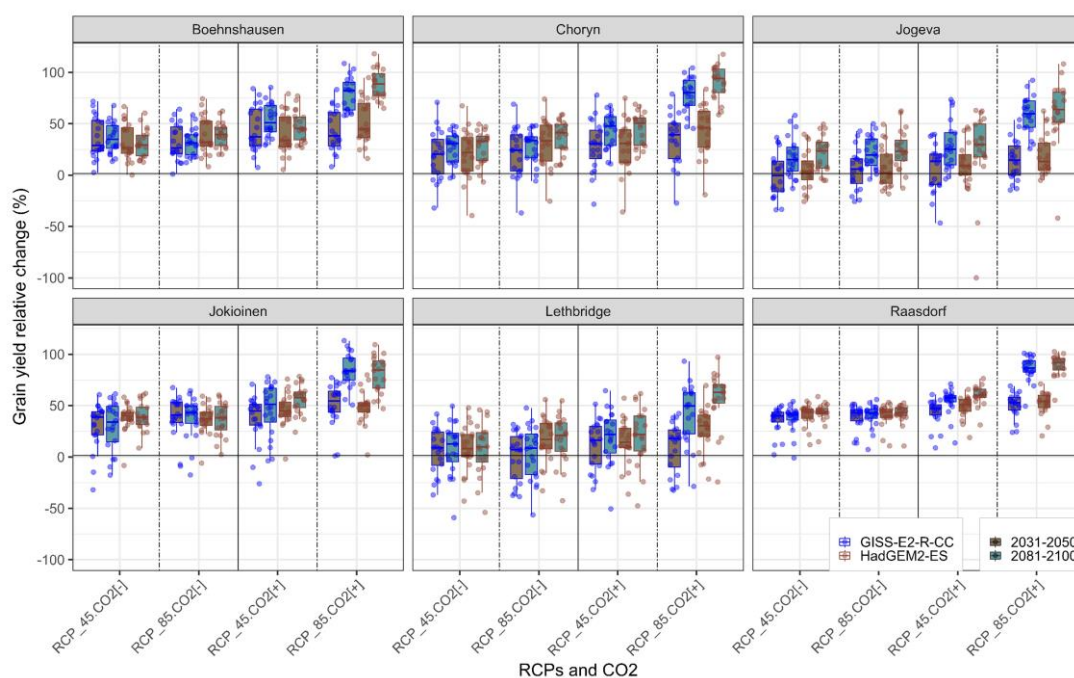 Boehnshausen
Choryn
Jogeva
100
50
0
-50
-100
Jokioinen
Lethbridge
Raasdorf
100
50
0
-50
-100
Grain yield relative change (%)
GISS-E2-R-CC
HadGEM2-ES
2031-2050
2081-2100
RCP_45.CO2[-]
RCP_85.CO2[-]
RCP_45.CO2[+]
RCP_85.CO2[+]
RCP_45.CO2[-]
RCP_85.CO2[-]
RCP_45.CO2[+]
RCP_85.CO2[+]
RCP_45.CO2[-]
RCP_85.CO2[-]
RCP_45.CO2[+]
RCP_85.CO2[+]
RCPs and CO2